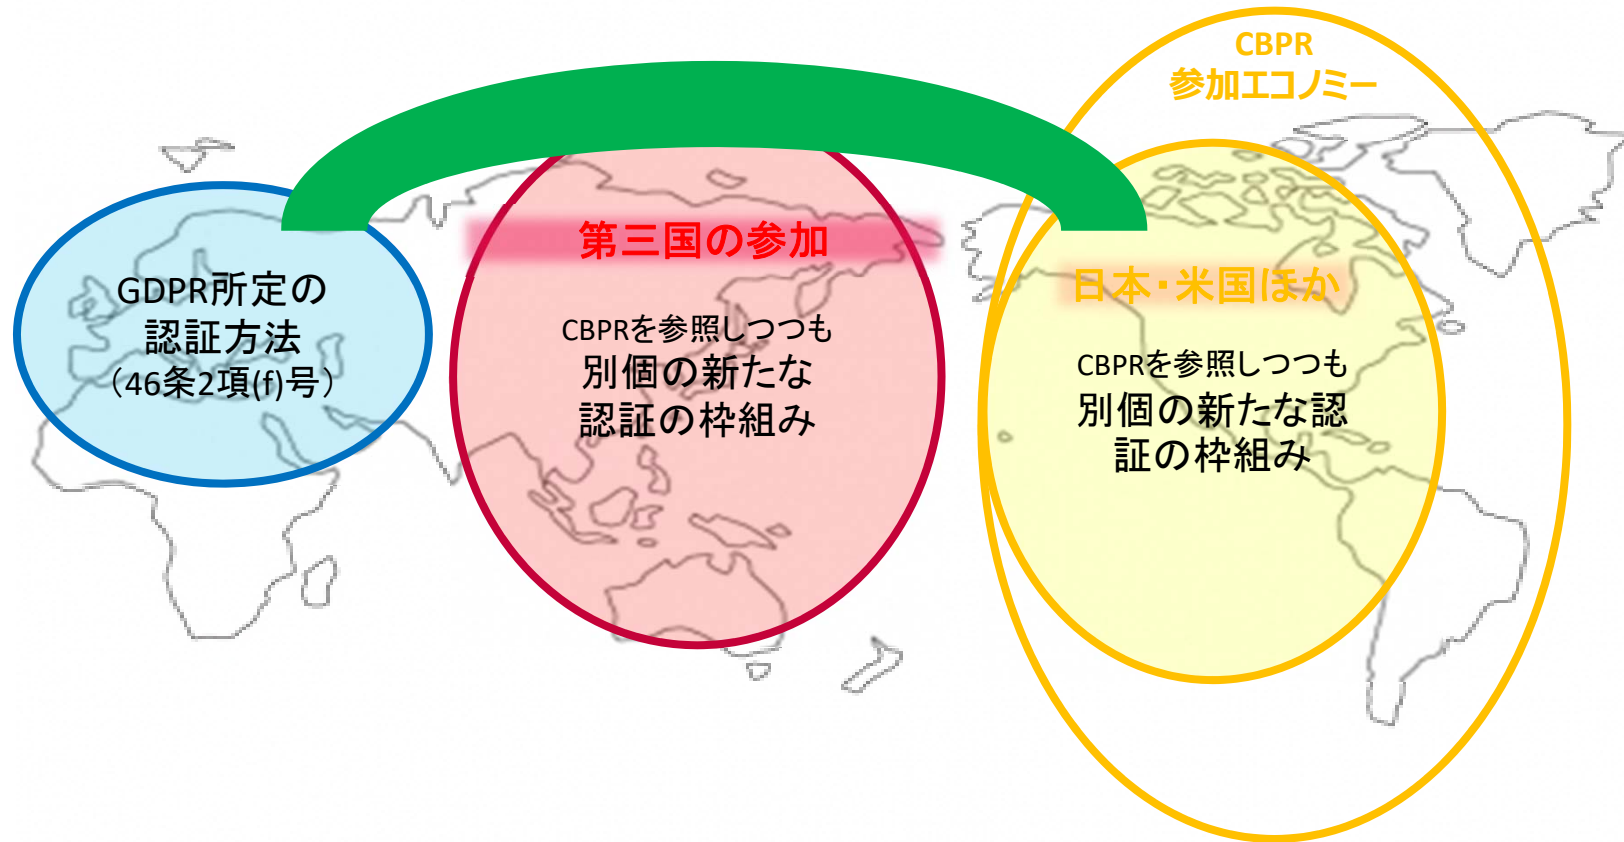 CBPR
参加エコノミー
GDPR所定の
認証方法
（46条2項(f)号）
第三国の参加
CBPRを参照しつつも
別個の新たな
認証の枠組み
日本・米国ほか
CBPRを参照しつつも
別個の新たな認
証の枠組み